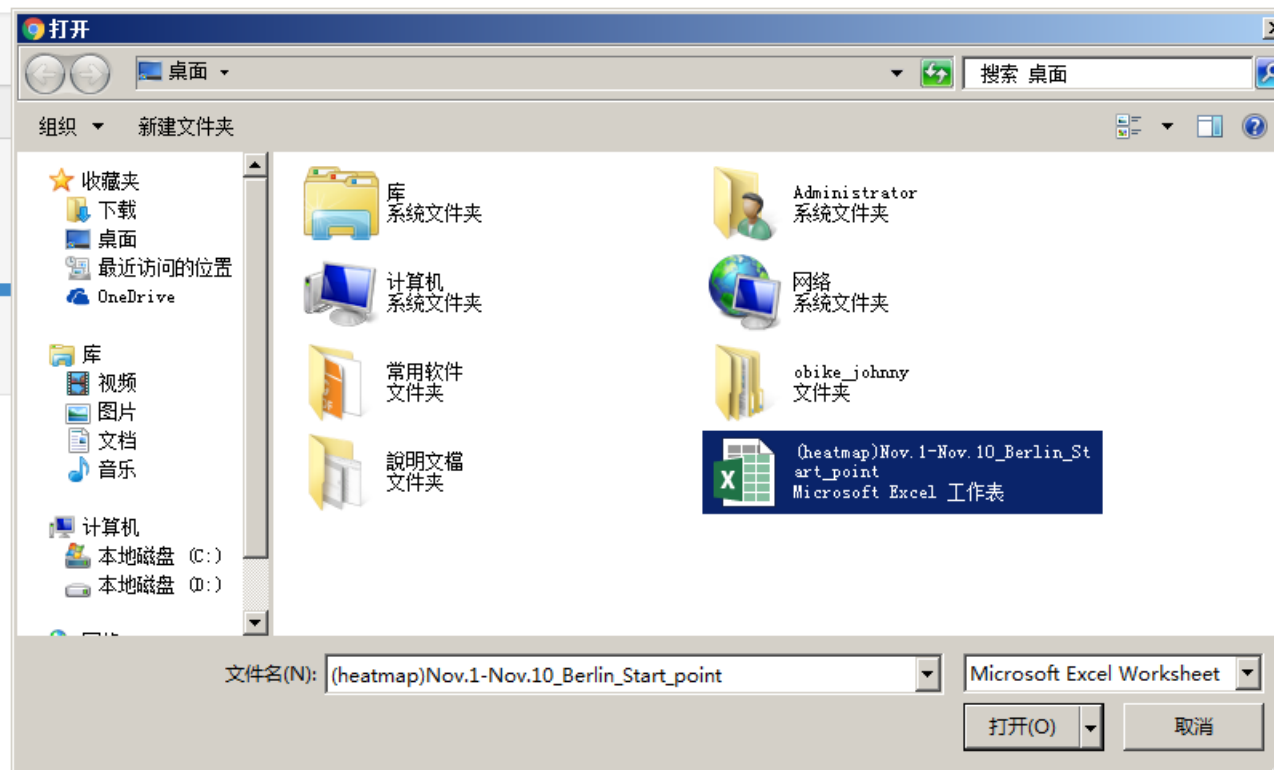 打开
桌面
搜索 桌面
组织
新建文件夹
收藏夹
下载
桌面
最近访问的位置
OneDrive
库
视频
图片
文档
音乐
计算机
本地磁盘 (C:)
本地磁盘 (D:)
库
系统文件夹
Administrator
系统文件夹
计算机
系统文件夹
网络
系统文件夹
常用软件
文件夹
obike_johnny
文件夹
說明文檔
文件夹
(heatmap)Nov.1-Nov.10_Berlin_St
art_point
Microsoft Excel 工作表
文件名(N):
(heatmap)Nov.1-Nov.10_Berlin_Start_point
Microsoft Excel Worksheet
打开(O)
取消